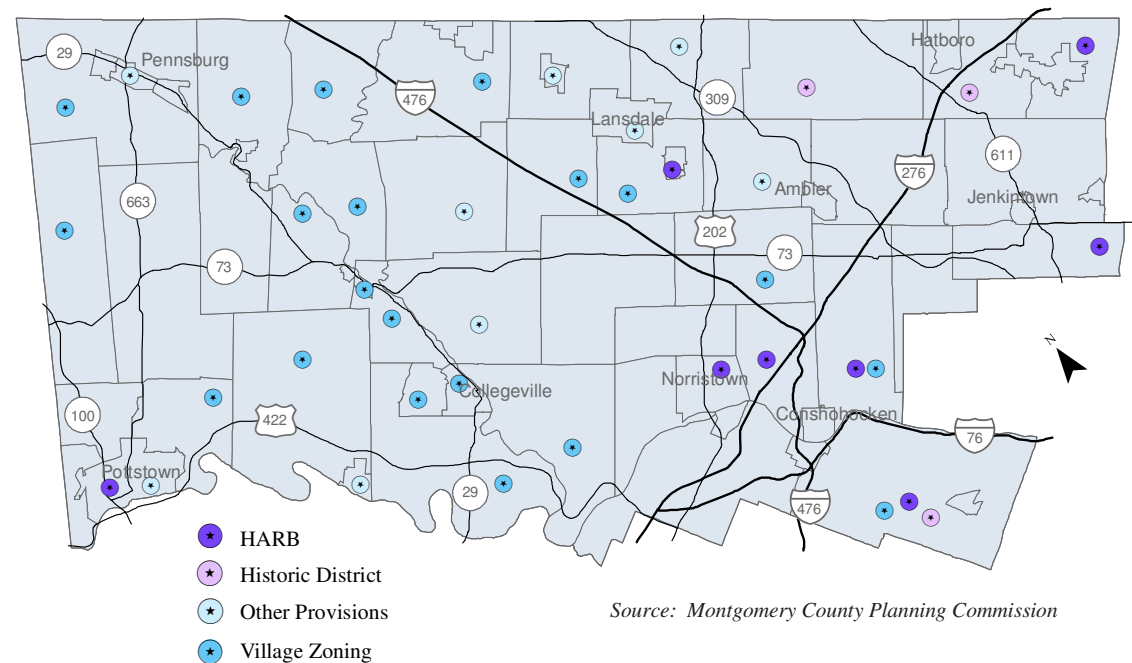 Hatboro
29
Pennsburg
476
309
Lansdale
611
276
Ambler
Jenkintown
663
202
73
73
N
Norristown
Collegeville
100
422
Conshohocken
76
Pottstown
29
476
HARB
Historic District
Other Provisions
Source: Montgomery County Planning Commission
Village Zoning